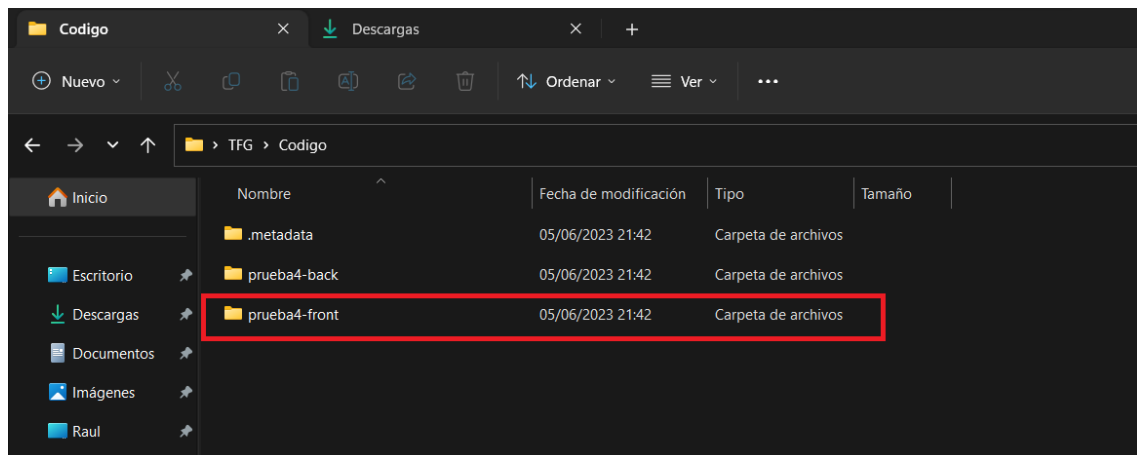 Codigo Descargas
Nuevo Ordenar Ver
TFG > Codigo
Inicio Nombre Fecha de modificación Tipo Tamaño
.metadata 05/06/2023 21:42 Carpeta de archivos
Escritorio prueba4-back 05/06/2023 21:42 Carpeta de archivos
Descargas prueba4-front 05/06/2023 21:42 Carpeta de archivos
Documentos
Imágenes
Raul